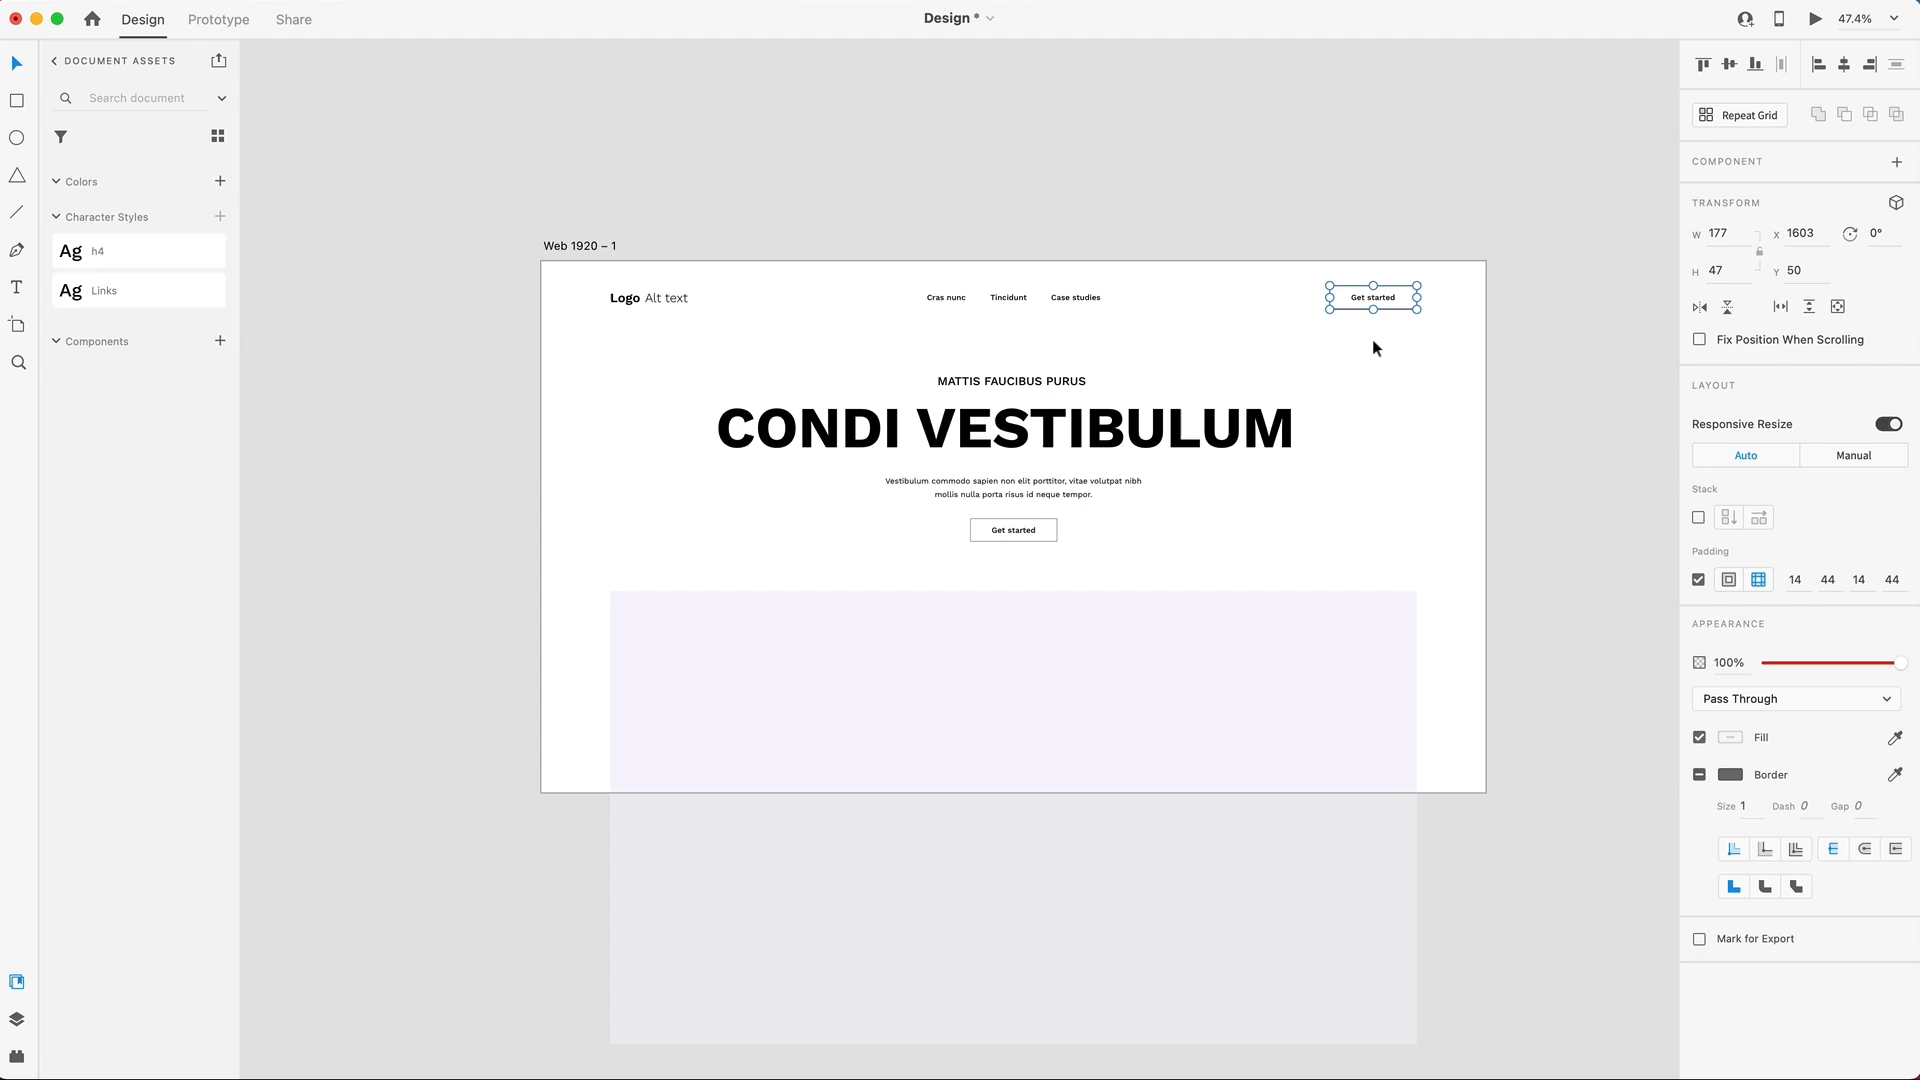 Design Prototype Share Design * 47.4%
DOCUMENT ASSETS
Search document
Colors
Character Styles
Ag h4
Ag Links
Components
Web 1920 – 1
Logo Alt text Cras nunc Tincidunt Case studies Get started
MATTIS FAUCIBUS PURUS
CONDI VESTIBULUM
Vestibulum commodo sapien non elit porttitor, vitae volutpat nibh
mollis nulla porta risus id neque tempor.
Get started
Repeat Grid
COMPONENT
TRANSFORM
W 177 X 1603 0°
H 47 Y 50
Fix Position When Scrolling
LAYOUT
Responsive Resize
Auto Manual
Stack
Padding
14 44 14 44
APPEARANCE
100%
Pass Through
Fill
Border
Size 1 Dash 0 Gap 0
Mark for Export